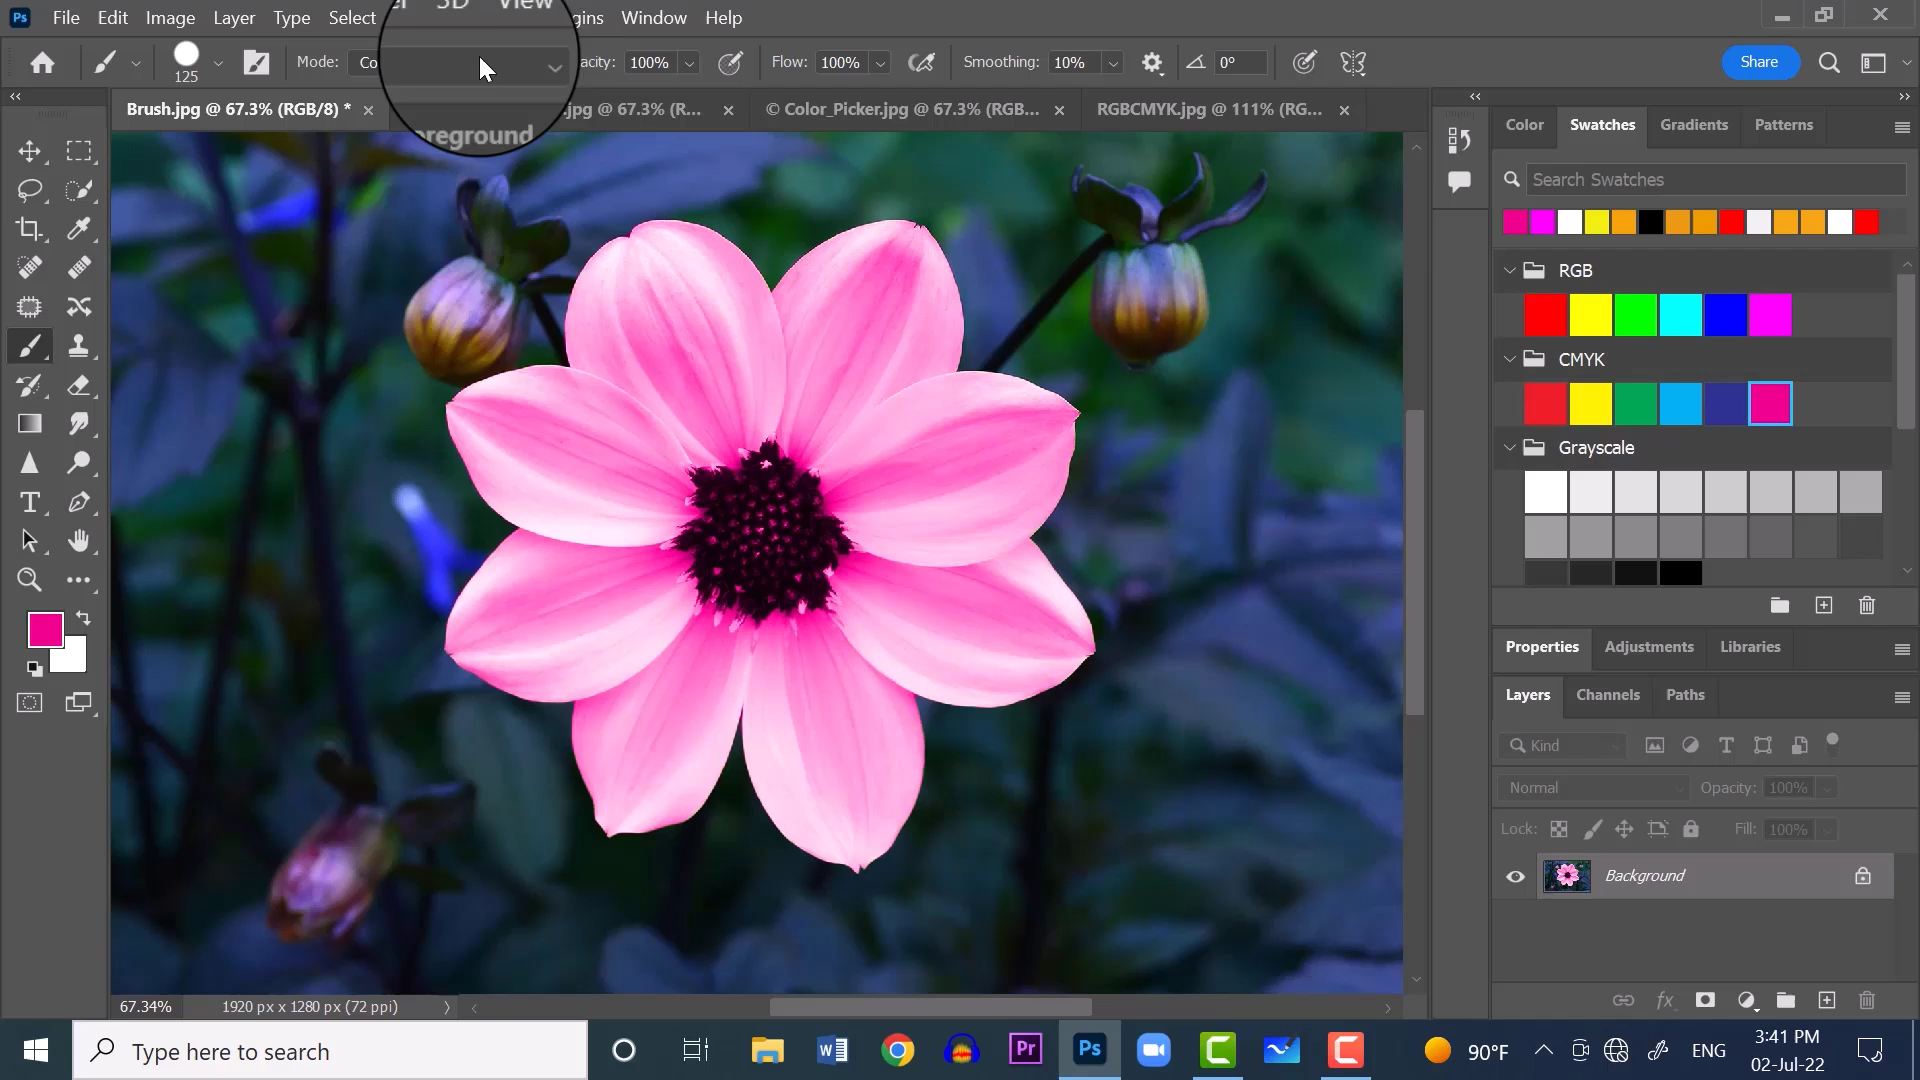 Ps File Edit Image Layer Type Select 3D View Window Help
125 Mode: 100% Flow: 100% Smoothing: 10% 0° Share
Brush.jpg @ 67.3% (RGB/8) * × .jpg @ 67.3% (R... × © Color_Picker.jpg @ 67.3% (RGB... × RGBCMYK.jpg @ 111% (RG... ×
Color Swatches Gradients Patterns
Search Swatches
RGB
CMYK
Grayscale
Properties Adjustments Libraries
Layers Channels Paths
Kind
Normal Opacity: 100%
Lock: Fill: 100%
Background
fx
67.34% 1920 px x 1280 px (72 ppi)
Type here to search
Pr Ps
90°F ENG
3:41 PM
02-Jul-22